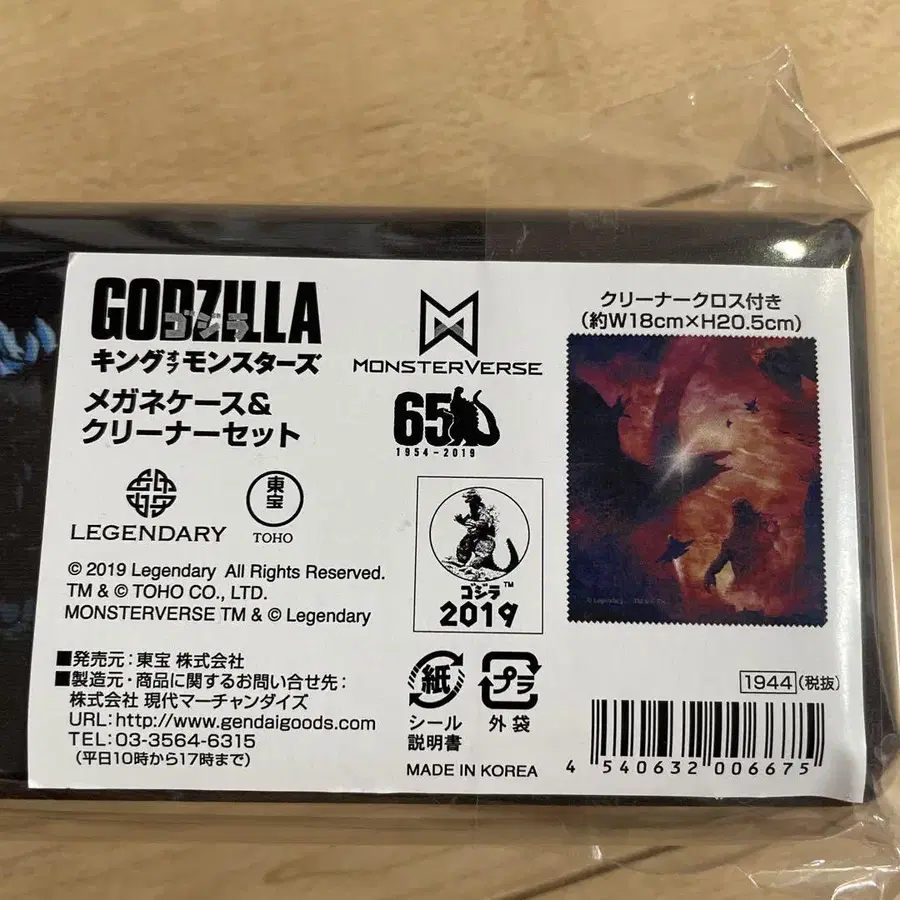 GODZILLA
ゴジラ
キング オブ モンスターズ
メガネケース&
クリーナーセット
LEGENDARY
東宝
TOHO
© 2019 Legendary All Rights Reserved.
TM & © TOHO CO., LTD.
MONSTERVERSE TM & © Legendary
■発売元：東宝 株式会社
■製造元・商品に関するお問い合せ先：
株式会社 現代マーチャンダイズ
URL:http://www.gendaigoods.com
TEL:03-3564-6315
(平日10時から17時まで)
MONSTERVERSE
65
1954-2019
ゴジラ™
2019
紙
シール
説明書
プラ
外袋
MADE IN KOREA
クリーナークロス付き
(約W18cm×H20.5cm)
© Legendary
1944(税抜)
4 540632 006675